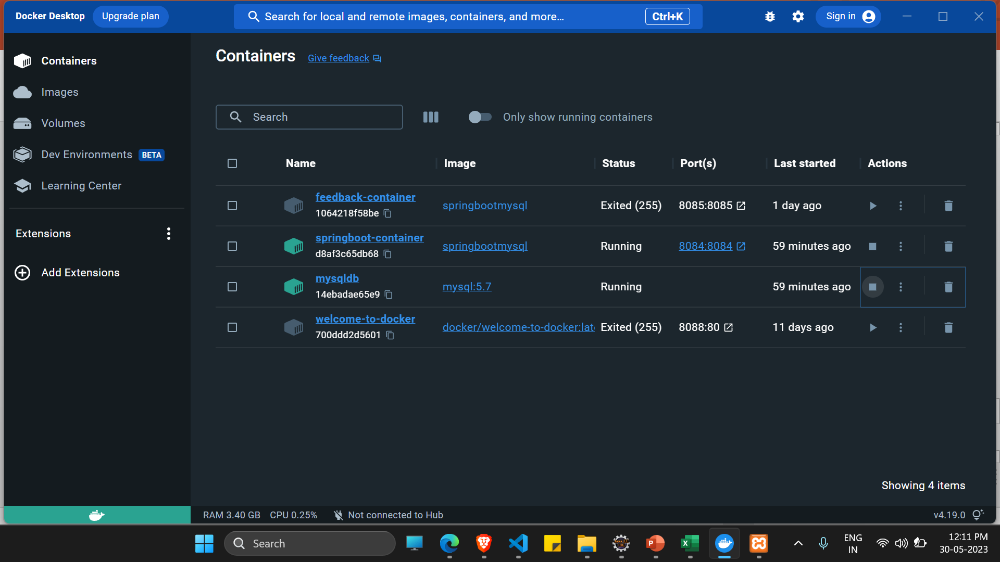 Docker Desktop
Upgrade plan
Search for local and remote images, containers, and more...
Ctrl+K
Sign in
Containers
Images
Volumes
Dev Environments BETA
Learning Center
Extensions
Add Extensions
Containers
Give feedback
Search
Only show running containers
Name Image Status Port(s) Last started Actions
feedback-container
1064218f58be
springbootmysql Exited (255) 8085:8085 1 day ago
springboot-container
d8af3c65db68
springbootmysql Running 8084:8084 59 minutes ago
mysqldb
14ebadae65e9
mysql:5.7 Running 59 minutes ago
welcome-to-docker
700ddd2d5601
docker/welcome-to-docker:late Exited (255) 8088:80 11 days ago
Showing 4 items
RAM 3.40 GB CPU 0.25% Not connected to Hub
v4.19.0
Search
ENG
IN
12:11 PM
30-05-2023